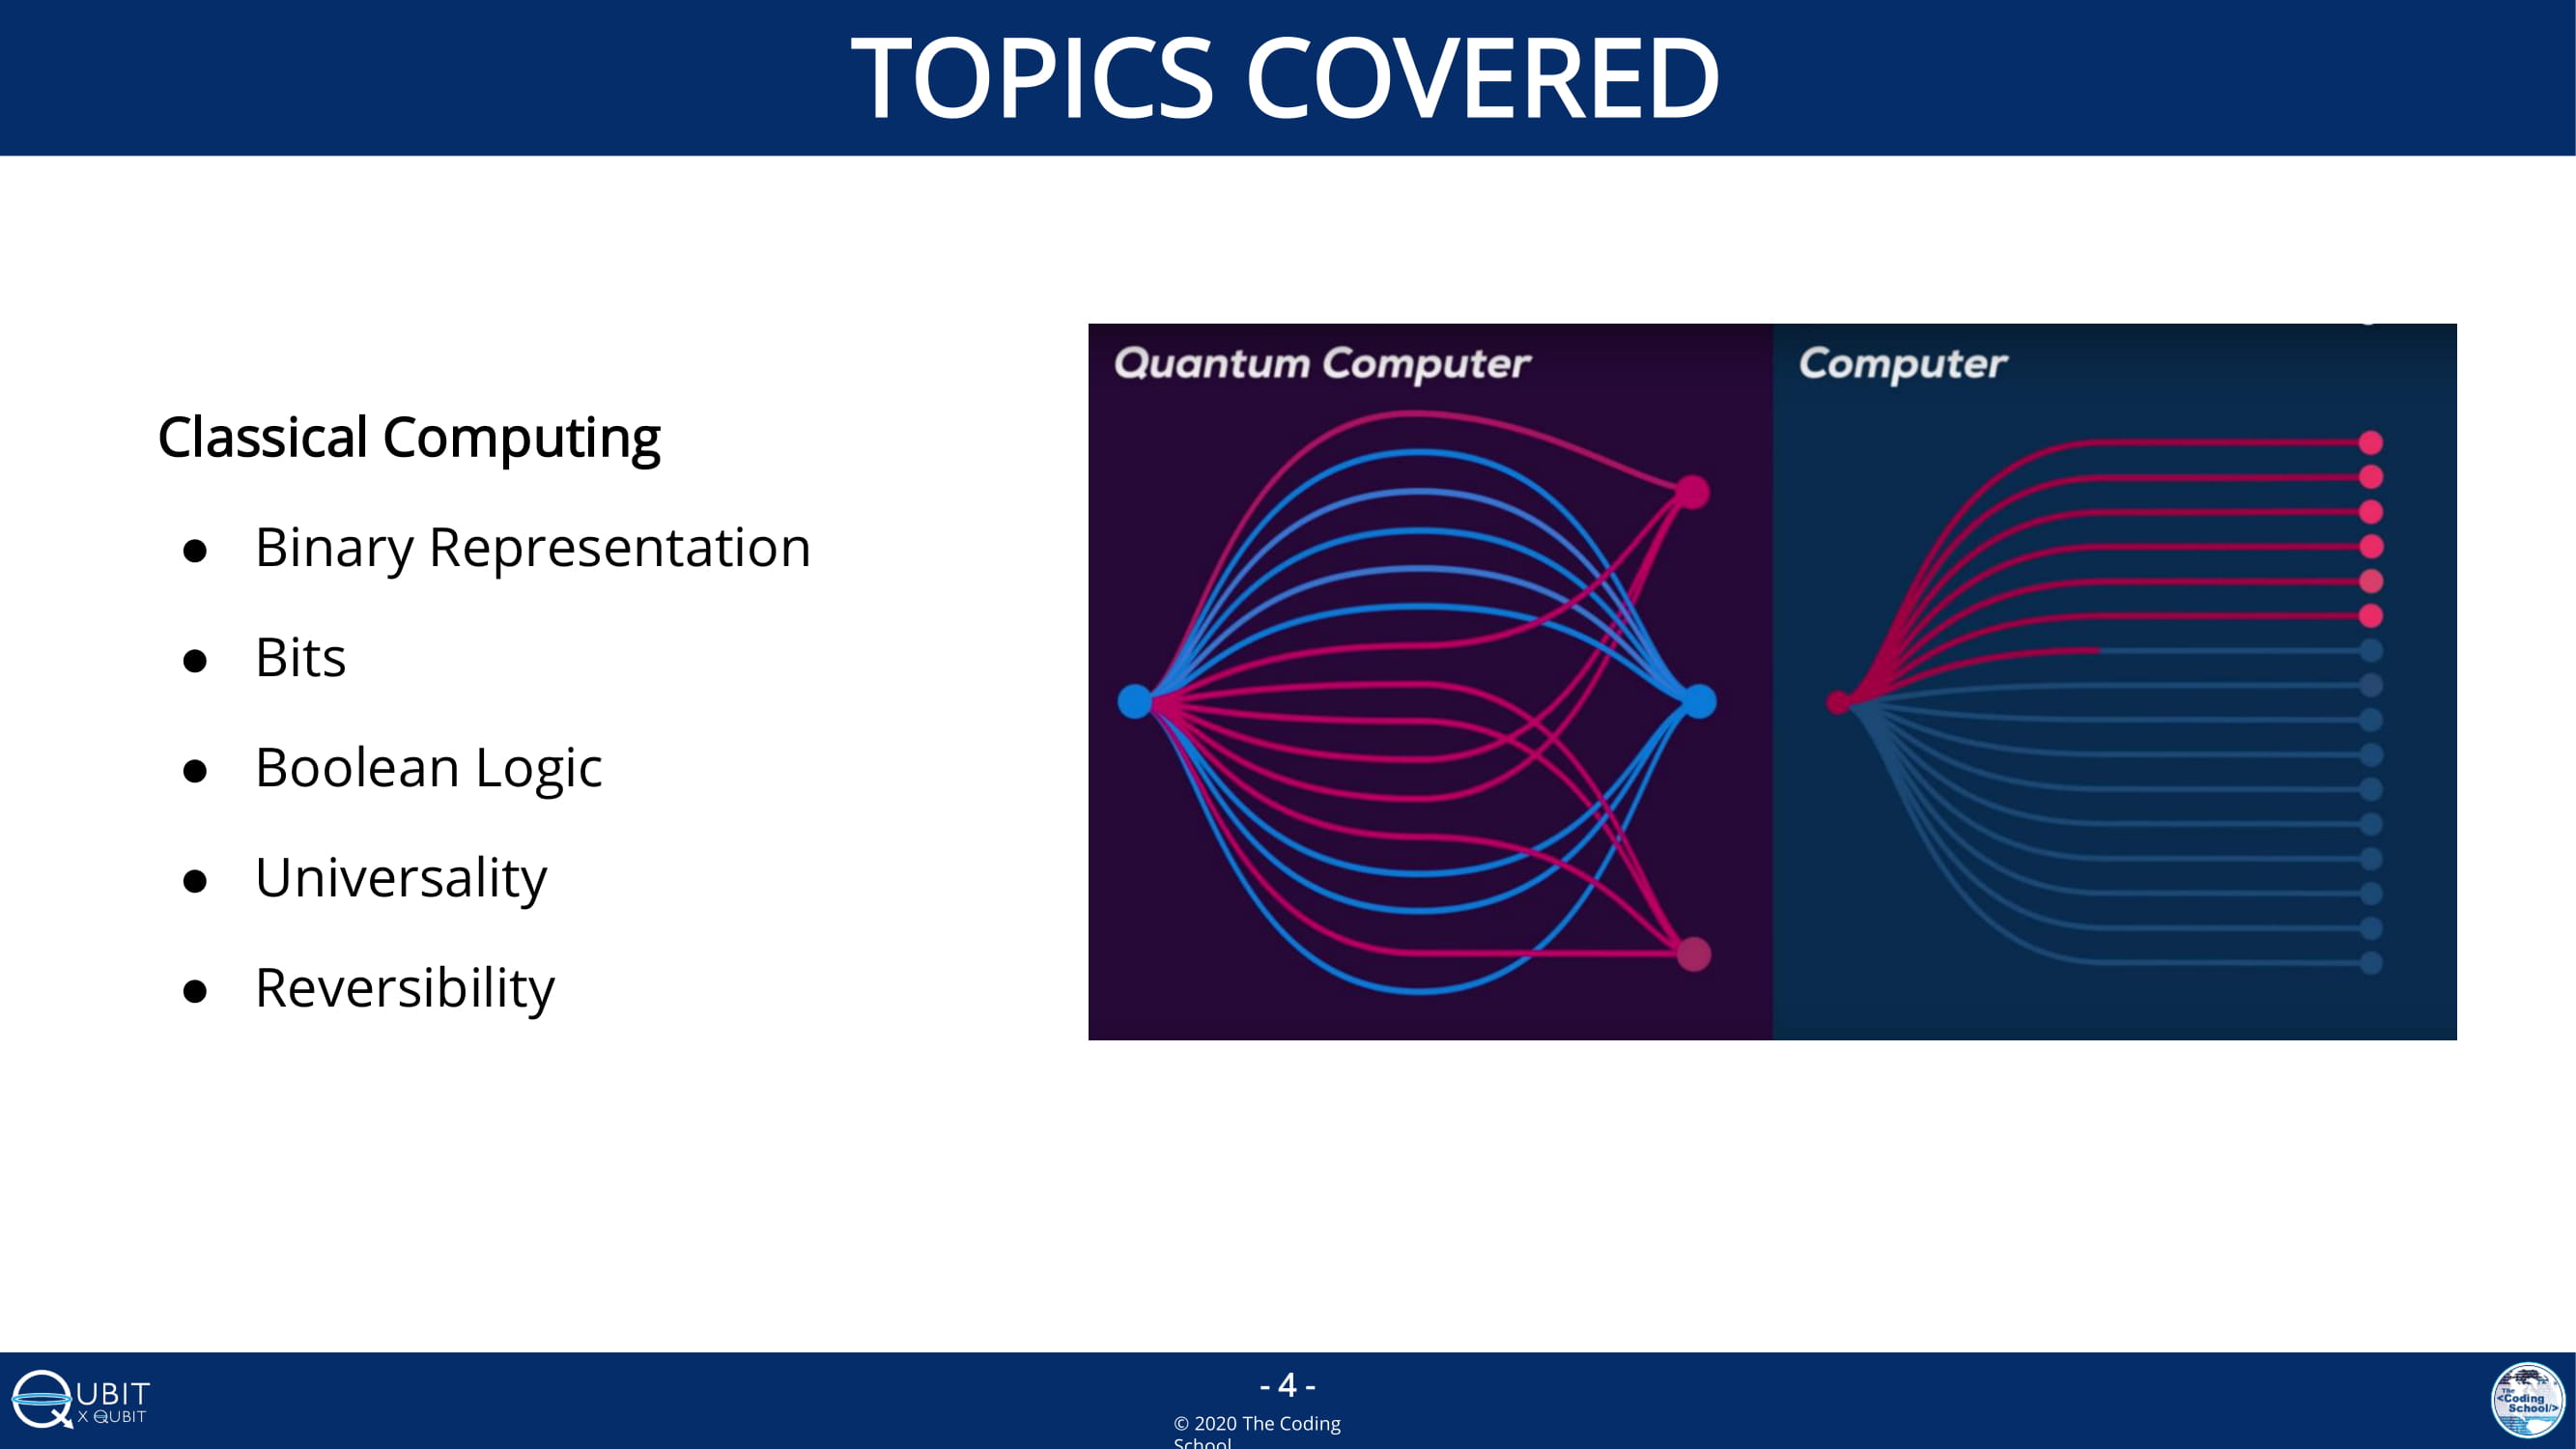 TOPICS COVERED
Classical Computing
● Binary Representation
● Bits
● Boolean Logic
● Universality
● Reversibility
Quantum Computer
Computer
QUBIT
X QUBIT
- 4 -
© 2020 The Coding
School
The
<Coding
School/>